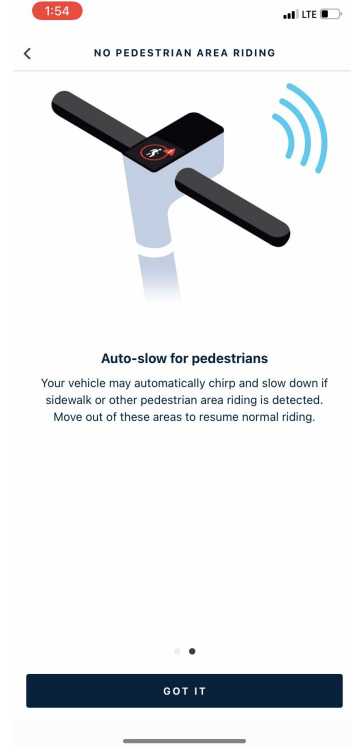 1:54
LTE
NO PEDESTRIAN AREA RIDING
Auto-slow for pedestrians
Your vehicle may automatically chirp and slow down if
sidewalk or other pedestrian area riding is detected.
Move out of these areas to resume normal riding.
GOT IT